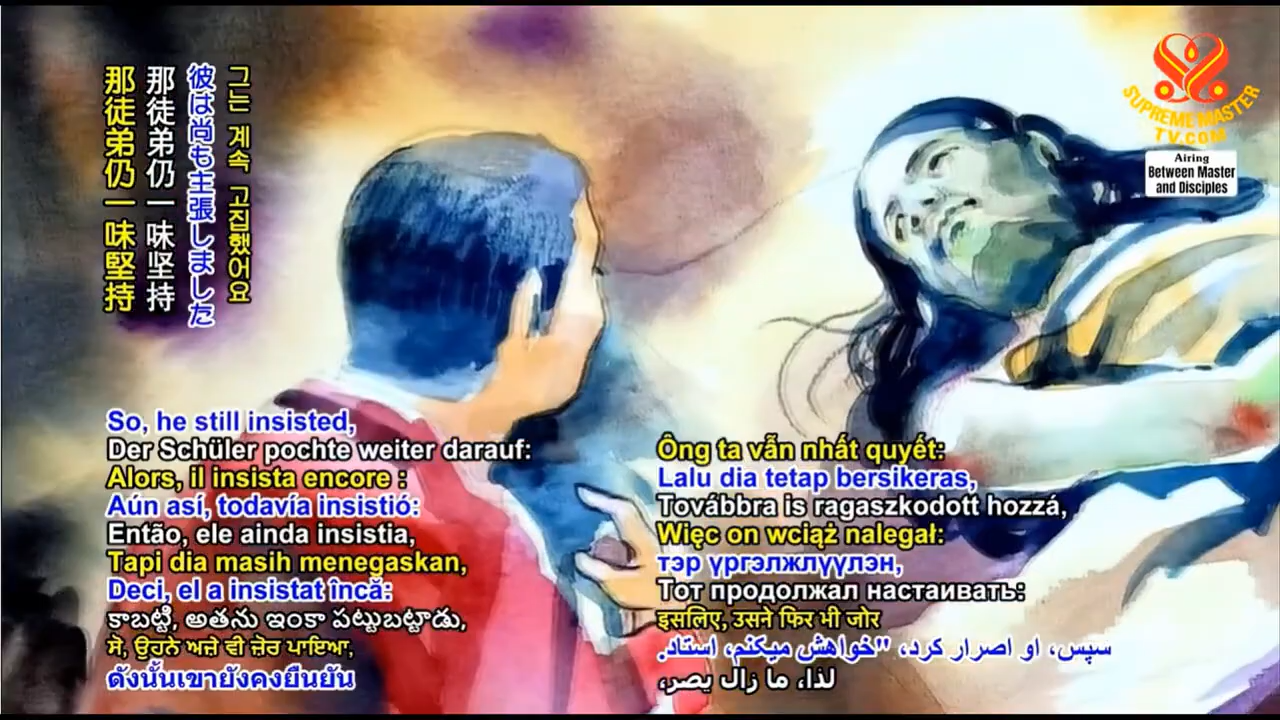 그는 계속 고집했어요
彼は尚も主張しました
那徒弟仍一味坚持
那徒弟仍一味堅持
SUPREME MASTER
TV.COM
Airing
Between Master
and Disciples
So, he still insisted,
Der Schüler pochte weiter darauf:
Alors, il insista encore :
Aún así, todavía insistió:
Então, ele ainda insistia,
Tapi dia masih menegaskan,
Deci, el a insistat încă:
కాబట్టి, అతను ఇంకా పట్టుబట్టాడు,
ਸੋ, ਉਹਨੇ ਅਜੇ ਵੀ ਜ਼ੋਰ ਪਾਇਆ,
ดังนั้นเขายังคงยืนยัน
Ông ta vẫn nhất quyết:
Lalu dia tetap bersikeras,
Továbbra is ragaszkodott hozzá,
Więc on wciąż nalegał:
тэр үргэлжлүүлэн,
Тот продолжал настаивать:
इसलिए, उसने फिर भी जोर
سپس، او اصرار کرد، "خواهش میکنم، استاد.
لذا، ما زال يصر،